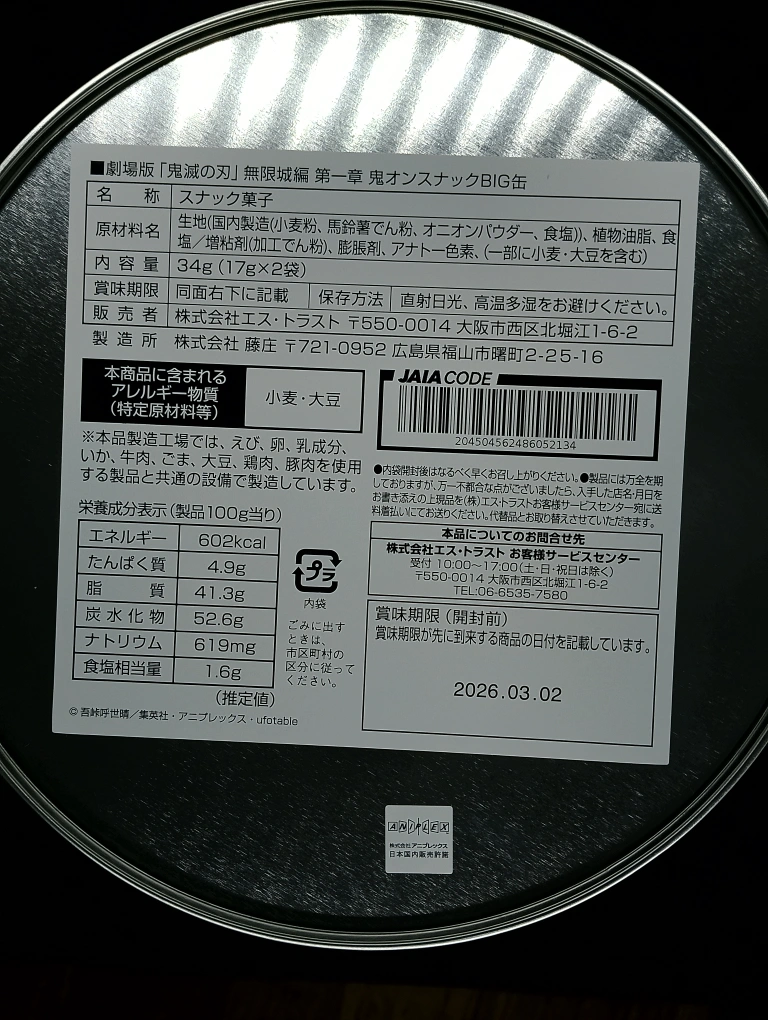 ■劇場版「鬼滅の刃」無限城編 第一章 鬼オンスナックBIG缶
名称 スナック菓子
原材料名 生地(国内製造(小麦粉、馬鈴薯でん粉、オニオンパウダー、食塩))、植物油脂、食
塩／増粘剤(加工でん粉)、膨脹剤、アナトー色素、(一部に小麦・大豆を含む)
内容量 34g (17g×2袋)
賞味期限 同面右下に記載 保存方法 直射日光、高温多湿をお避けください。
販売者 株式会社エス・トラスト 〒550-0014 大阪市西区北堀江1-6-2
製造所 株式会社 藤庄 〒721-0952 広島県福山市曙町2-25-16
本商品に含まれる
アレルギー物質
(特定原材料等)
小麦・大豆
※本品製造工場では、えび、卵、乳成分、
いか、牛肉、ごま、大豆、鶏肉、豚肉を使用
する製品と共通の設備で製造しています。
栄養成分表示(製品100g当り)
エネルギー 602kcal
たんぱく質 4.9g
脂質 41.3g
炭水化物 52.6g
ナトリウム 619mg
食塩相当量 1.6g
(推定値)
プラ
内袋
ごみに出す
ときは、
市区町村の
区分に従って
ください。
© 吾峠呼世晴／集英社・アニプレックス・ufotable
JAIA CODE
204504562486052134
●内袋開封後はなるべく早くお召し上がりください。●製品には万全を期
しておりますが、万一不都合な点がございましたら、入手した店名・月日を
お書き添えの上現品を(株)エス・トラストお客様サービスセンター宛に送
料着払いにてお送りください。代替品とお取り替えさせていただきます。
本品についてのお問合せ先
株式会社エス・トラスト お客様サービスセンター
受付 10:00〜17:00(土・日・祝日は除く)
〒550-0014 大阪市西区北堀江1-6-2
TEL:06-6535-7580
賞味期限 (開封前)
賞味期限が先に到来する商品の日付を記載しています。
2026.03.02
ANIPLEX
株式会社アニプレックス
日本国内販売許諾